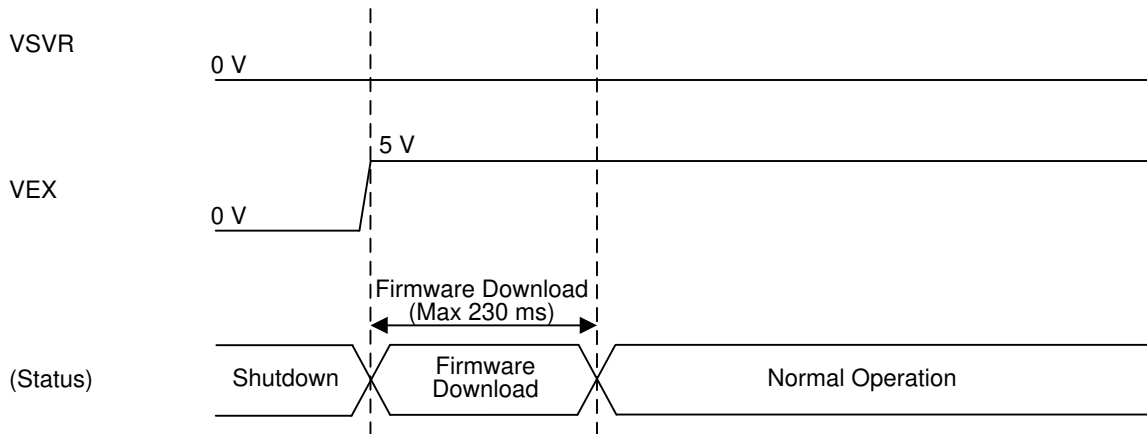 VSVR
0 V
5 V
VEX
0 V
Firmware Download
(Max 230 ms)
(Status)
Shutdown
Firmware
Download
Normal Operation